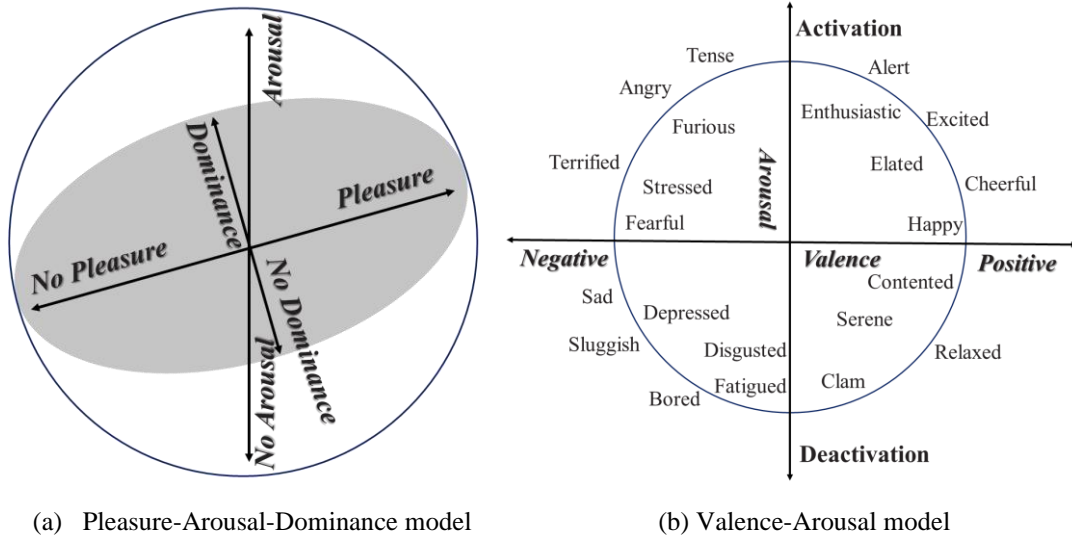 Arousal
Dominance
Pleasure
No Pleasure
No Dominance
No Arousal
(a) Pleasure-Arousal-Dominance model
Activation
Tense
Alert
Angry
Enthusiastic
Furious
Excited
Terrified
Arousal
Elated
Stressed
Cheerful
Fearful
Happy
Negative
Valence
Positive
Contented
Sad
Depressed
Serene
Sluggish
Disgusted
Relaxed
Bored
Fatigued
Clam
Deactivation
(b) Valence-Arousal model